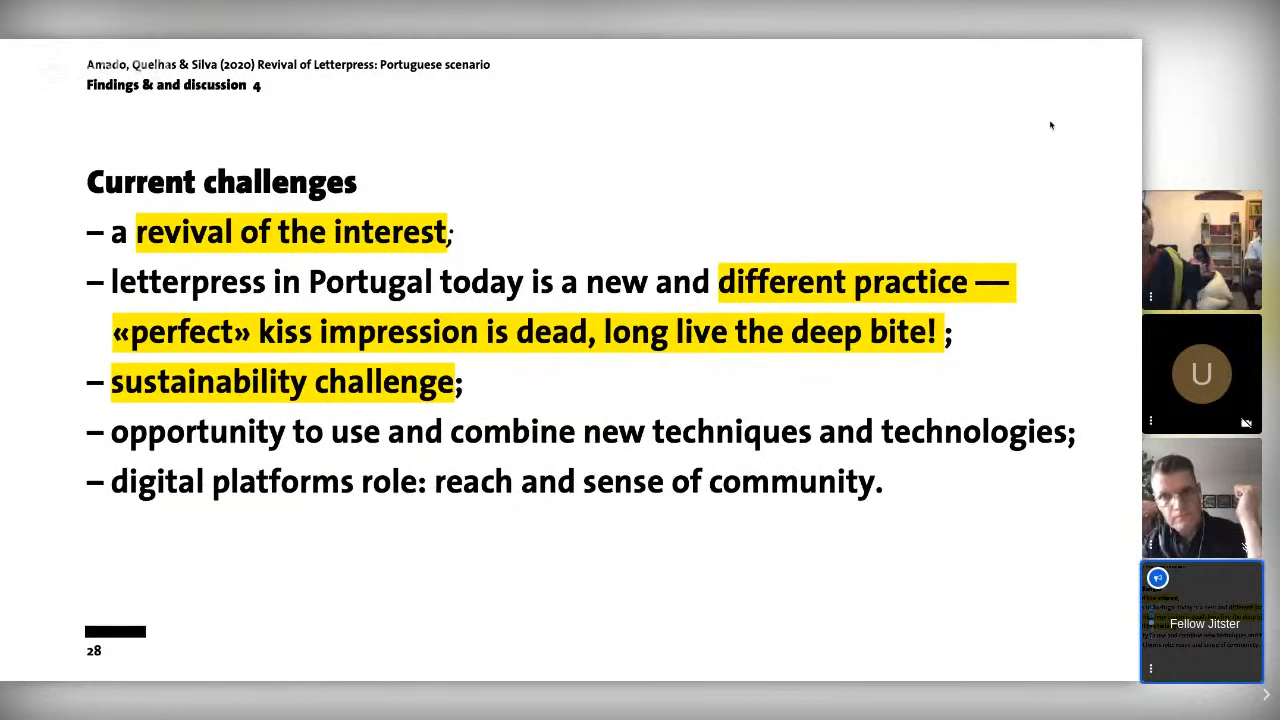 Amado, Quelhas & Silva (2020) Revival of Letterpress: Portuguese scenario
Findings & and discussion 4
Current challenges
– a revival of the interest;
– letterpress in Portugal today is a new and different practice —
«perfect» kiss impression is dead, long live the deep bite! ;
– sustainability challenge;
– opportunity to use and combine new techniques and technologies;
– digital platforms role: reach and sense of community.
28
U
Fellow Jitster